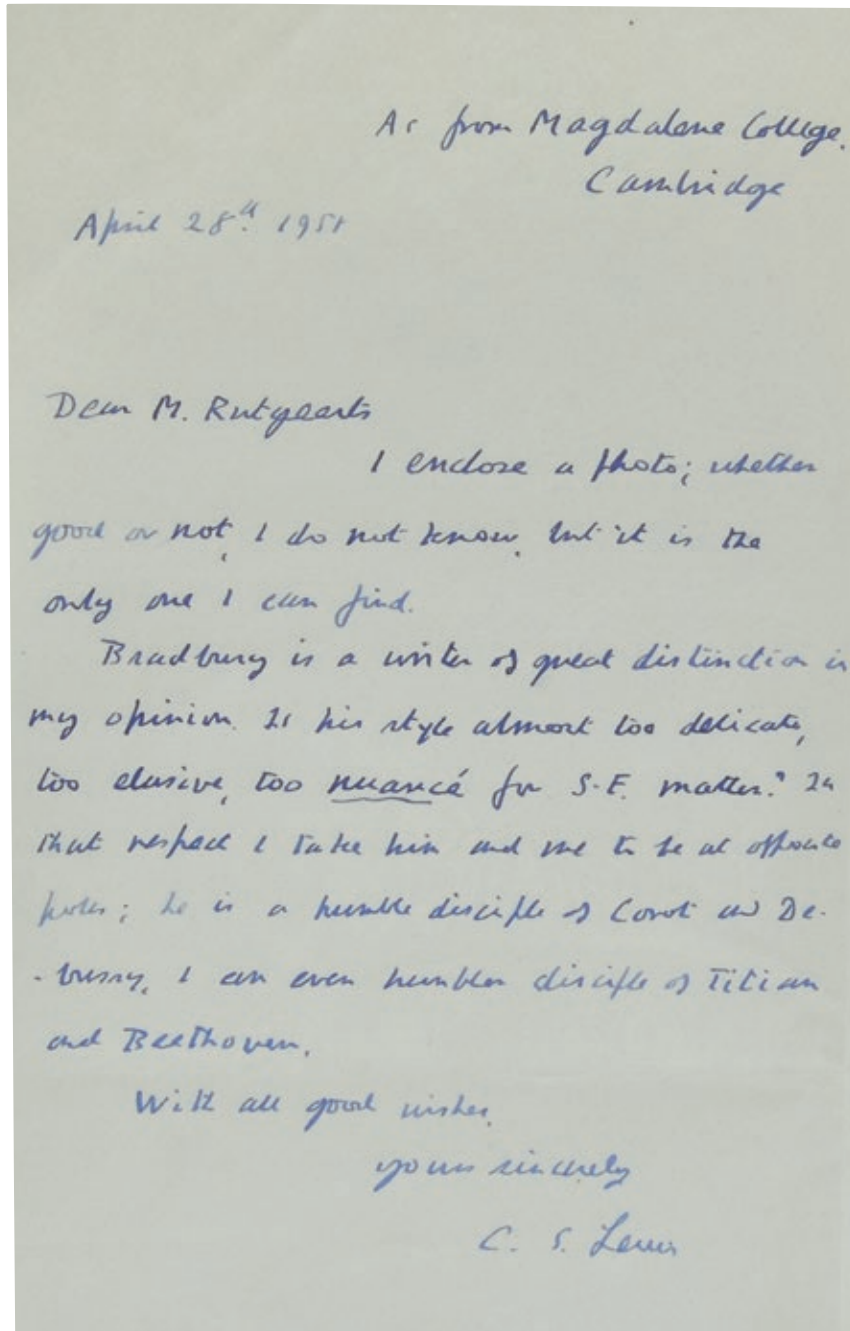 As from Magdalene College.
Cambridge
April 28th 1951
Dear M. Rutgeerts
I enclose a photo; whether
good or not, I do not know, but it is the
only one I can find.
Bradbury is a writer of great distinction in
my opinion. Is his style almost too delicate,
too elusive, too nuancé for S.F. matter? In
that respect I take him and me to be at opposite
poles; he is a humble disciple of Corot and De-
-bussy, I an even humbler disciple of Titian
and Beethoven.
With all good wishes,
yours sincerely
C. S. Lewis